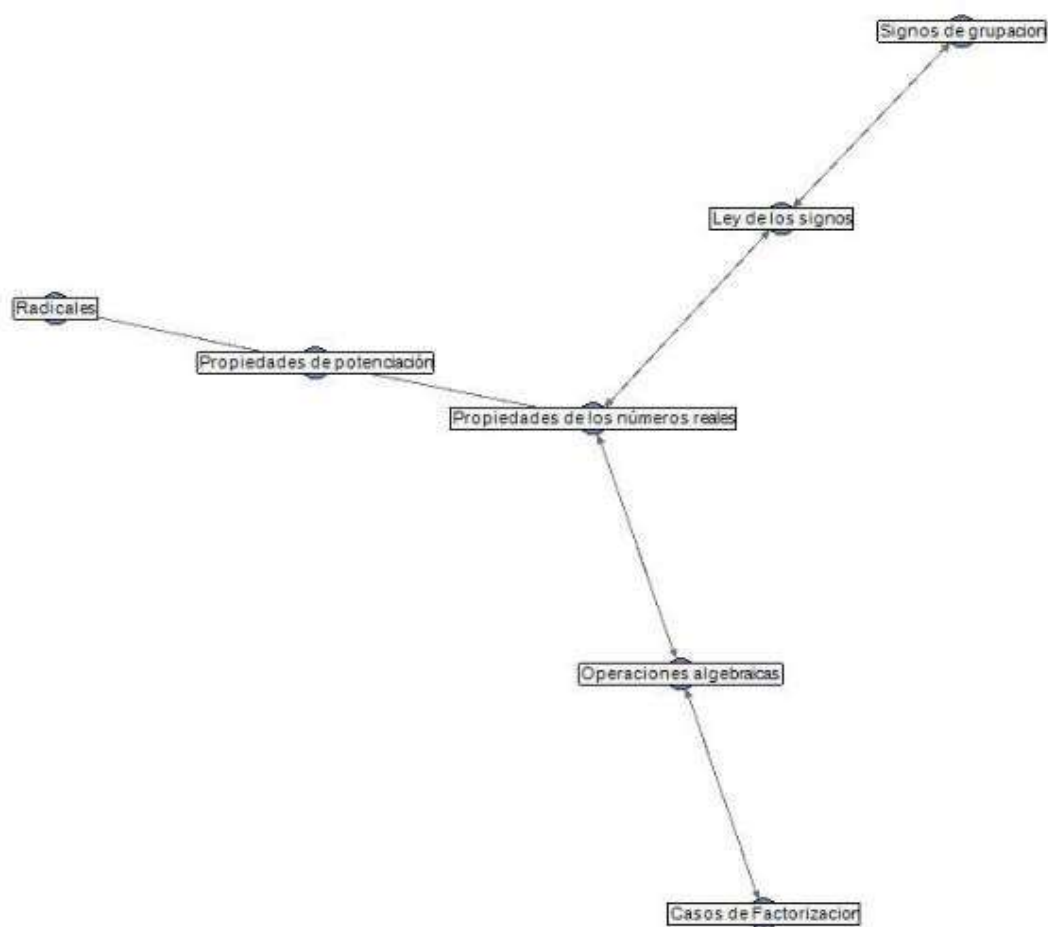 Signos de grupacion
Ley de los signos
Radicales
Propiedades de potenciación
Propiedades de los números reales
Operaciones algebraicas
Casos de Factorizacion